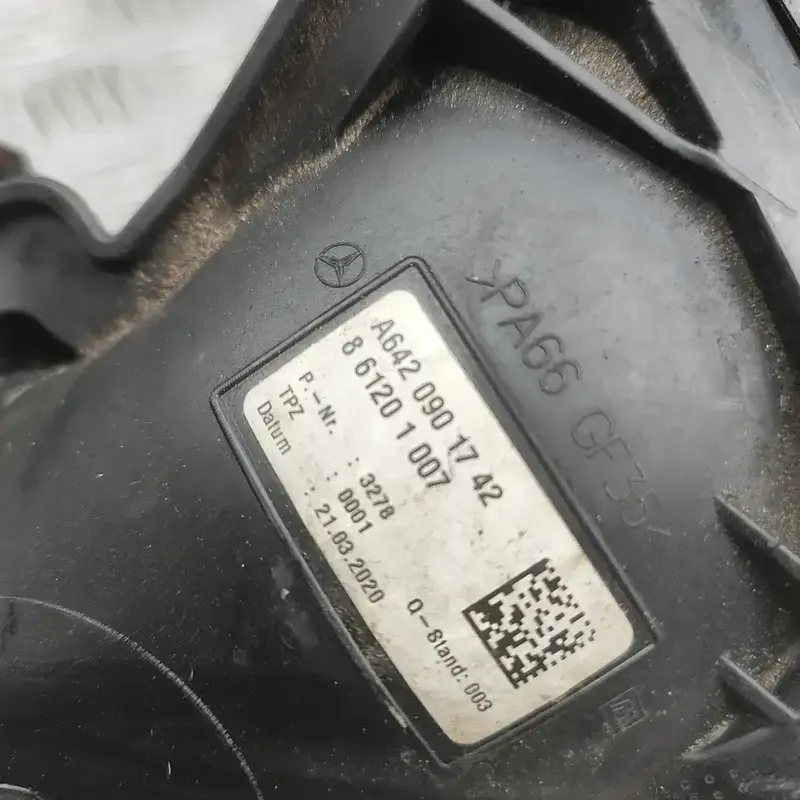 >PA66 GF35<
A642 090 17 42
8 6120 1 007
P.-Nr. : 3278
TPZ : 0001
Datum : 21.03.2020
Q-Stand: 003